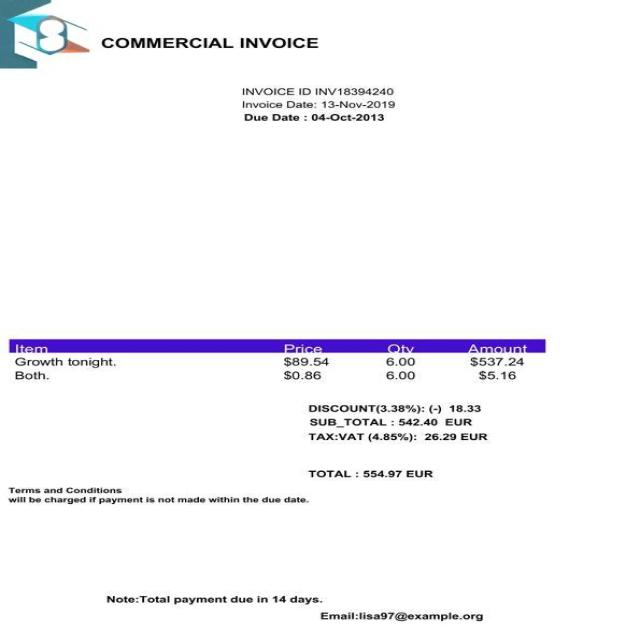 8
COMMERCIAL INVOICE
INVOICE ID INV18394240
Invoice Date: 13-Nov-2019
Due Date : 04-Oct-2013
Item Price Qty Amount
Growth tonight. $89.54 6.00 $537.24
Both. $0.86 6.00 $5.16
DISCOUNT(3.38%): (-) 18.33
SUB_TOTAL : 542.40 EUR
TAX:VAT (4.85%): 26.29 EUR
TOTAL : 554.97 EUR
Terms and Conditions
will be charged if payment is not made within the due date.
Note:Total payment due in 14 days.
Email:lisa97@example.org